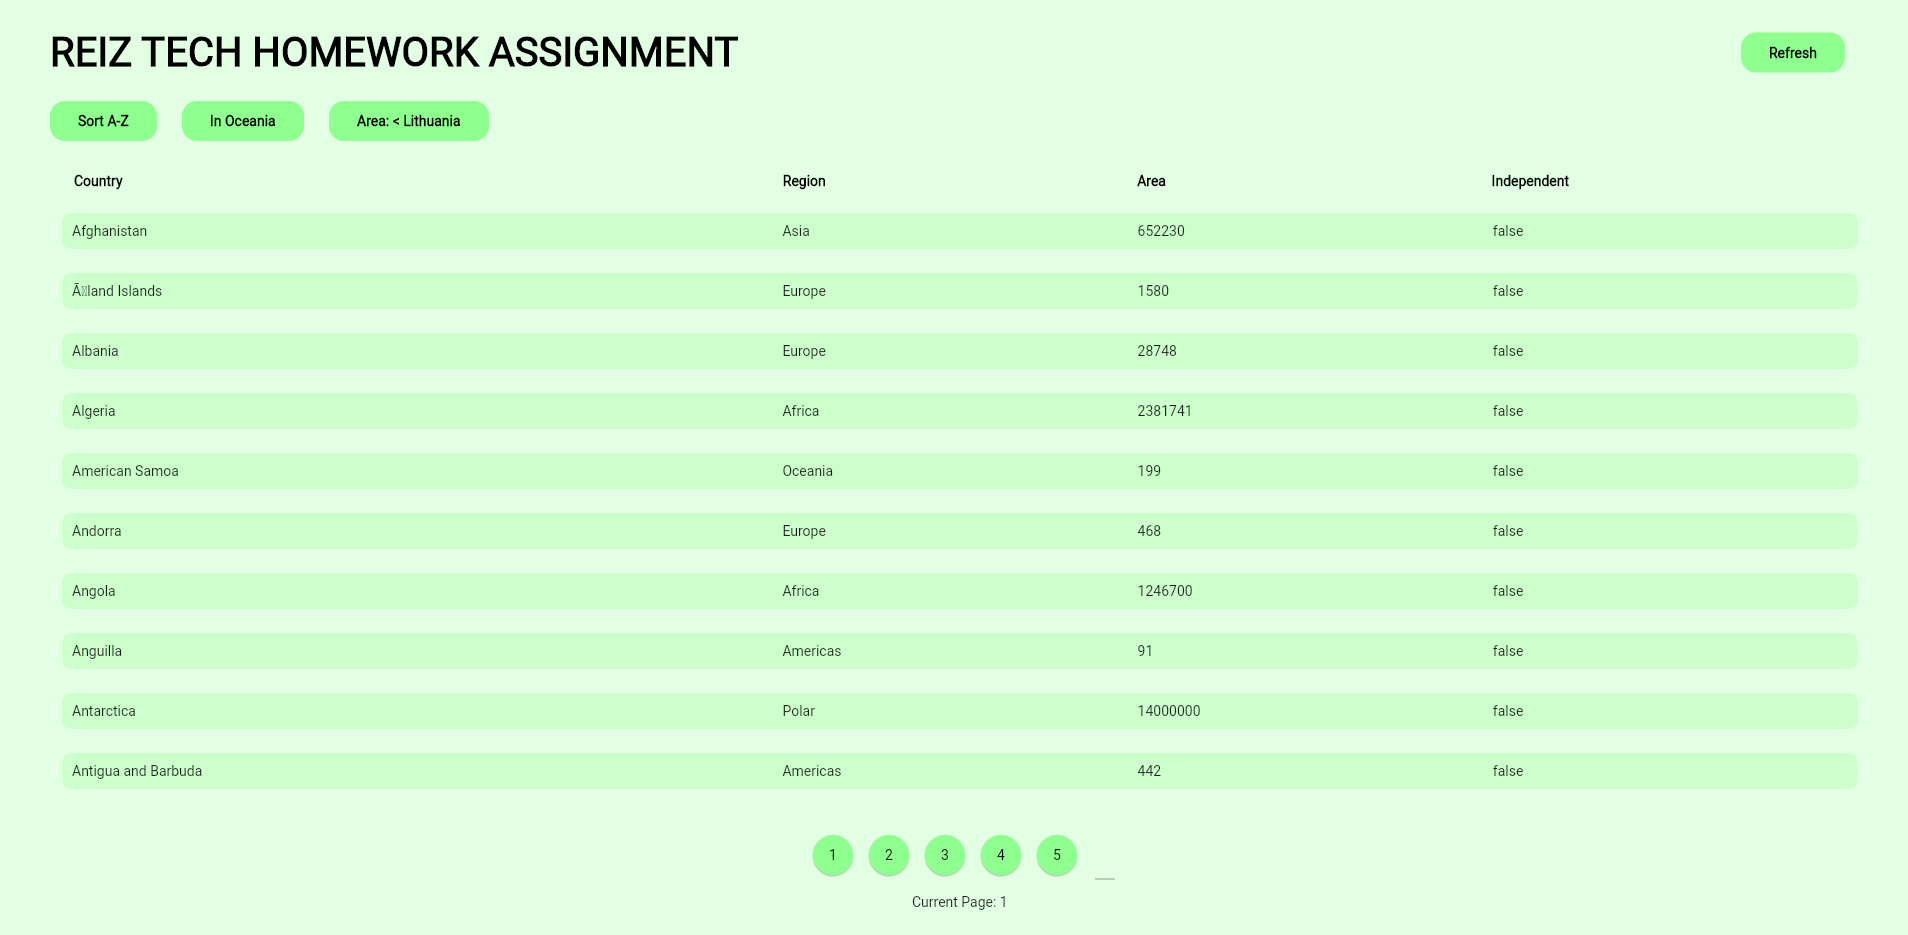 REIZ TECH HOMEWORK ASSIGNMENT
Refresh
Sort A-Z In Oceania Area: < Lithuania
Country Region Area Independent
Afghanistan Asia 652230 false
Ã…land Islands Europe 1580 false
Albania Europe 28748 false
Algeria Africa 2381741 false
American Samoa Oceania 199 false
Andorra Europe 468 false
Angola Africa 1246700 false
Anguilla Americas 91 false
Antarctica Polar 14000000 false
Antigua and Barbuda Americas 442 false
1 2 3 4 5
Current Page: 1